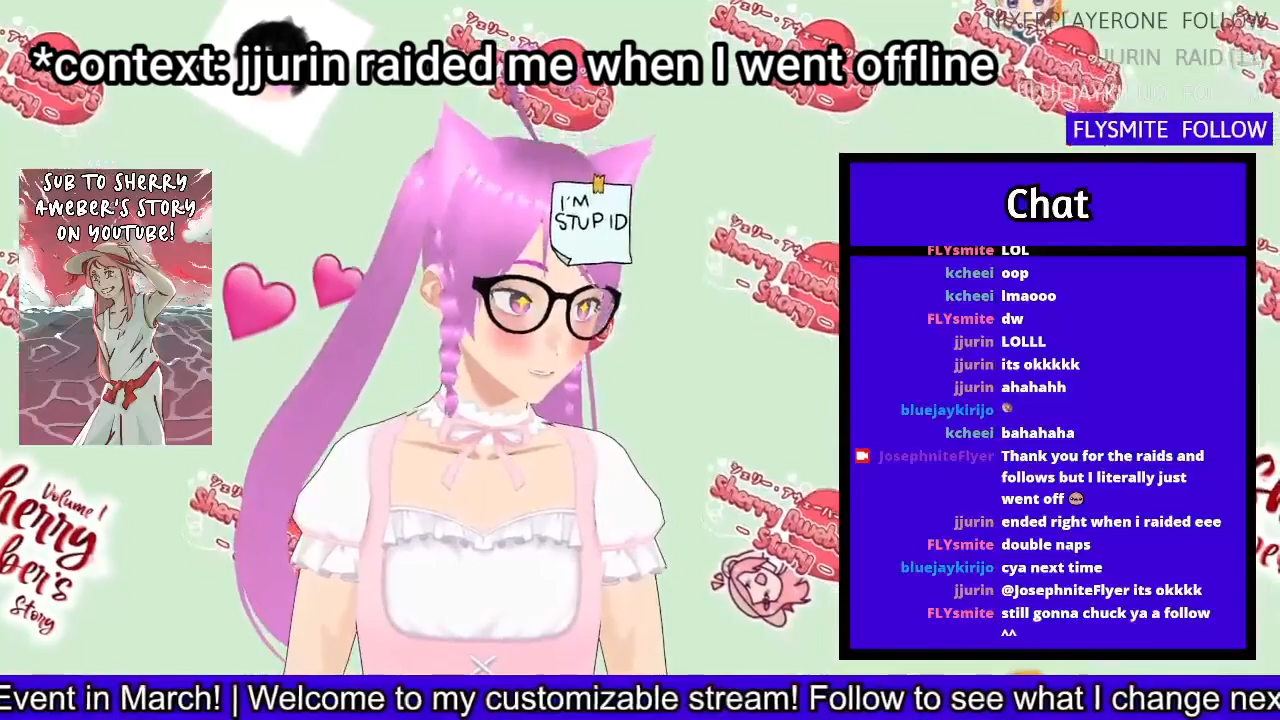 *context: jjurin raided me when I went offline
NIXERPLAYERONE FOLLOW
JJURIN RAID
FLYSMITE FOLLOW
SUB TO SHERRY
AWEBER'S STORY
ON YOUTUBE!
I'M
STUPID
Chat
FLYsmite LOL
kcheei oop
kcheei lmaooo
FLYsmite dw
jjurin LOLLL
jjurin its okkkkk
jjurin ahahahh
bluejaykirijo
kcheei bahahaha
JosephniteFlyer Thank you for the raids and
follows but I literally just
went off
jjurin ended right when i raided eee
FLYsmite double naps
bluejaykirijo cya next time
jjurin @JosephniteFlyer its okkkk
FLYsmite still gonna chuck ya a follow
^^
Volume 1
Story
Event in March! | Welcome to my customizable stream! Follow to see what I change nex